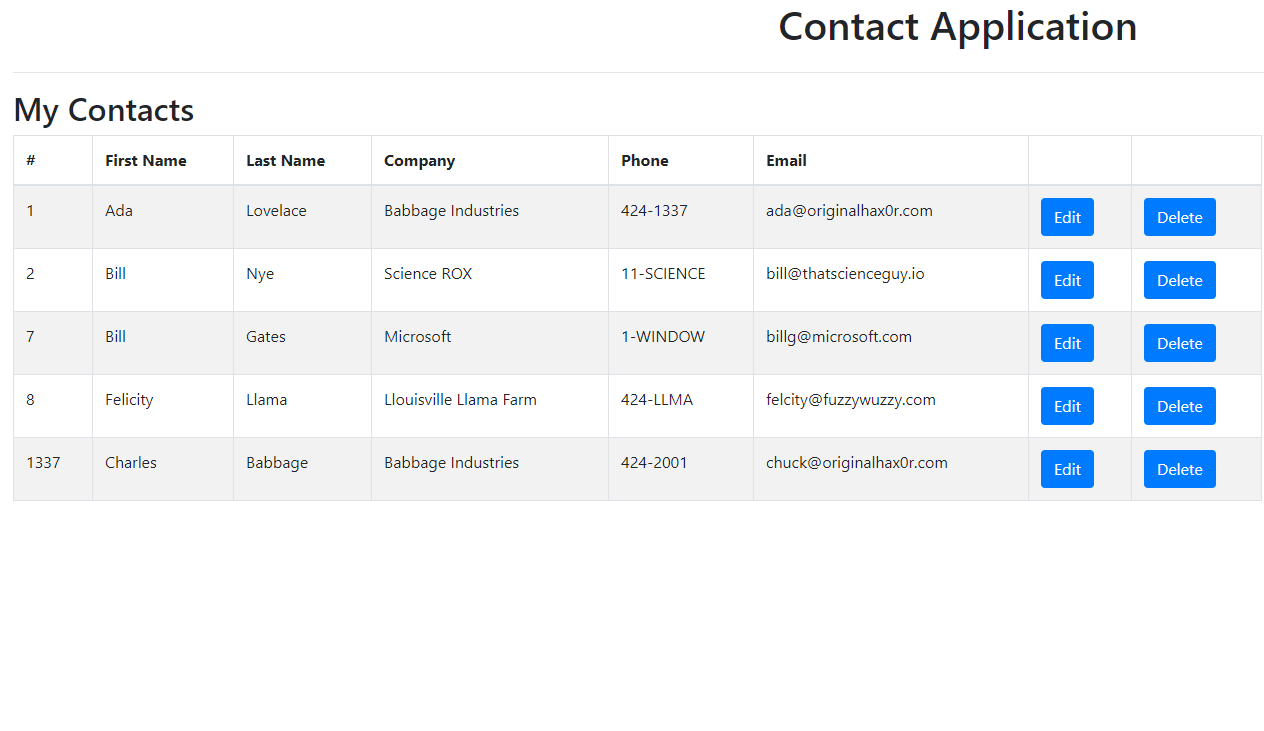 Contact Application
My Contacts
# First Name Last Name Company Phone Email
1 Ada Lovelace Babbage Industries 424-1337 ada@originalhax0r.com Edit Delete
2 Bill Nye Science ROX 11-SCIENCE bill@thatscienceguy.io Edit Delete
7 Bill Gates Microsoft 1-WINDOW billg@microsoft.com Edit Delete
8 Felicity Llama Llouisville Llama Farm 424-LLMA felcity@fuzzywuzzy.com Edit Delete
1337 Charles Babbage Babbage Industries 424-2001 chuck@originalhax0r.com Edit Delete